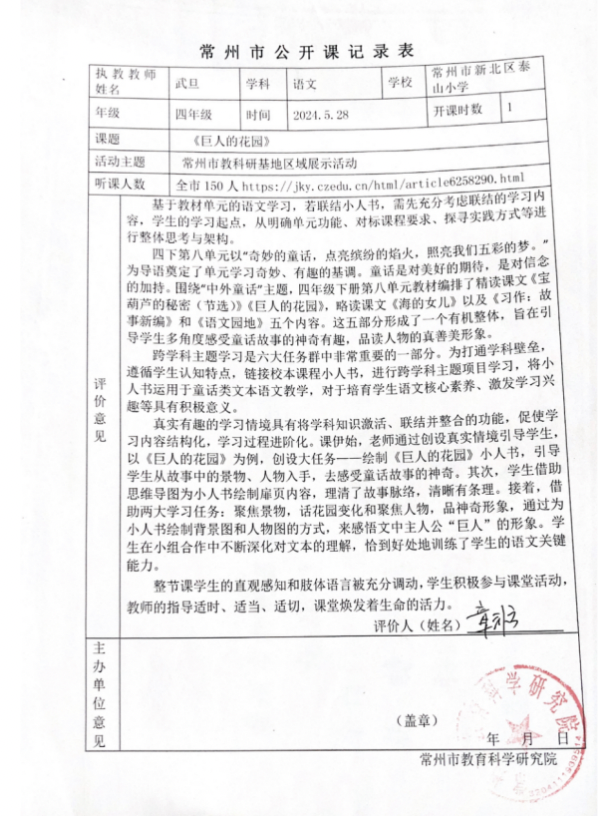 常州市公开课记录表
执教教师姓名 武旦 学科 语文 学校 常州市新北区泰山小学
年级 四年级 时间 2024.5.28 开课时数 1
课题 《巨人的花园》
活动主题 常州市教科研基地区域展示活动
听课人数 全市150人https://jky.czedu.cn/html/article6258290.html
评价意见
基于教材单元的语文学习，若联结小人书，需先充分考虑联结的学习内
容，学生的学习起点，从明确单元功能、对标课程要求、探寻实践方式等进
行整体思考与架构。
四下第八单元以“奇妙的童话，点亮缤纷的焰火，照亮我们五彩的梦。”
为导语奠定了单元学习奇妙、有趣的基调。童话是对美好的期待，是对信念
的加持。围绕“中外童话”主题，四年级下册第八单元教材编排了精读课文《宝
葫芦的秘密（节选）》《巨人的花园》，略读课文《海的女儿》以及《习作：故
事新编》和《语文园地》五个内容。这五部分形成了一个有机整体，旨在引
导学生多角度感受童话故事的神奇有趣，品读人物的真善美形象。
跨学科主题学习是六大任务群中非常重要的一部分。为打通学科壁垒，
遵循学生认知特点，链接校本课程小人书，进行跨学科主题项目学习，将小
人书运用于童话类文本语文教学，对于培育学生语文核心素养、激发学习兴
趣等具有积极意义。
真实有趣的学习情境具有将学科知识激活、联结并整合的功能，促使学
习内容结构化，学习过程进阶化。课伊始，老师通过创设真实情境引导学生，
以《巨人的花园》为例，创设大任务——绘制《巨人的花园》小人书，引导
学生从故事中的景物、人物入手，去感受童话故事的神奇。其次，学生借助
思维导图为小人书绘制扉页内容，理清了故事脉络，清晰有条理。接着，借
助两大学习任务：聚焦景物，话花园变化和聚焦人物，品神奇形象，通过为
小人书绘制背景图和人物图的方式，来感悟文中主人公“巨人”的形象。学
生在小组合作中不断深化对文本的理解，恰到好处地训练了学生的语文关键
能力。
整节课学生的直观感知和肢体语言被充分调动，学生积极参与课堂活动，
教师的指导适时、适当、适切，课堂焕发着生命的活力。
评价人（姓名）
主办单位意见
（盖章）
年 月 日
常州市教育科学研究院
学研究院